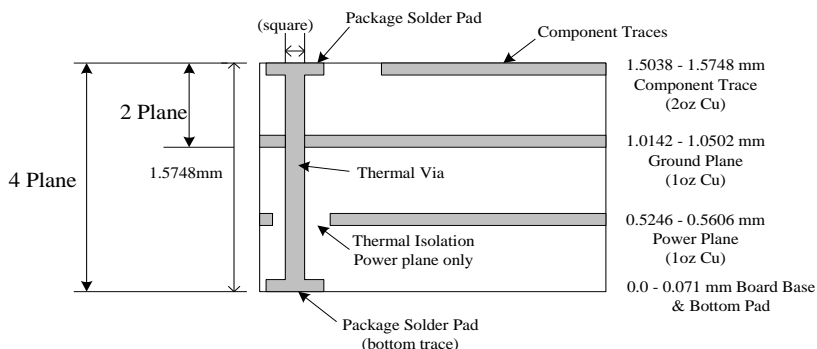 (square)
Package Solder Pad
Component Traces
1.5038 - 1.5748 mm
Component Trace
(2oz Cu)
2 Plane
4 Plane
1.5748mm
Thermal Via
1.0142 - 1.0502 mm
Ground Plane
(1oz Cu)
Thermal Isolation
Power plane only
0.5246 - 0.5606 mm
Power Plane
(1oz Cu)
0.0 - 0.071 mm Board Base
& Bottom Pad
Package Solder Pad
(bottom trace)